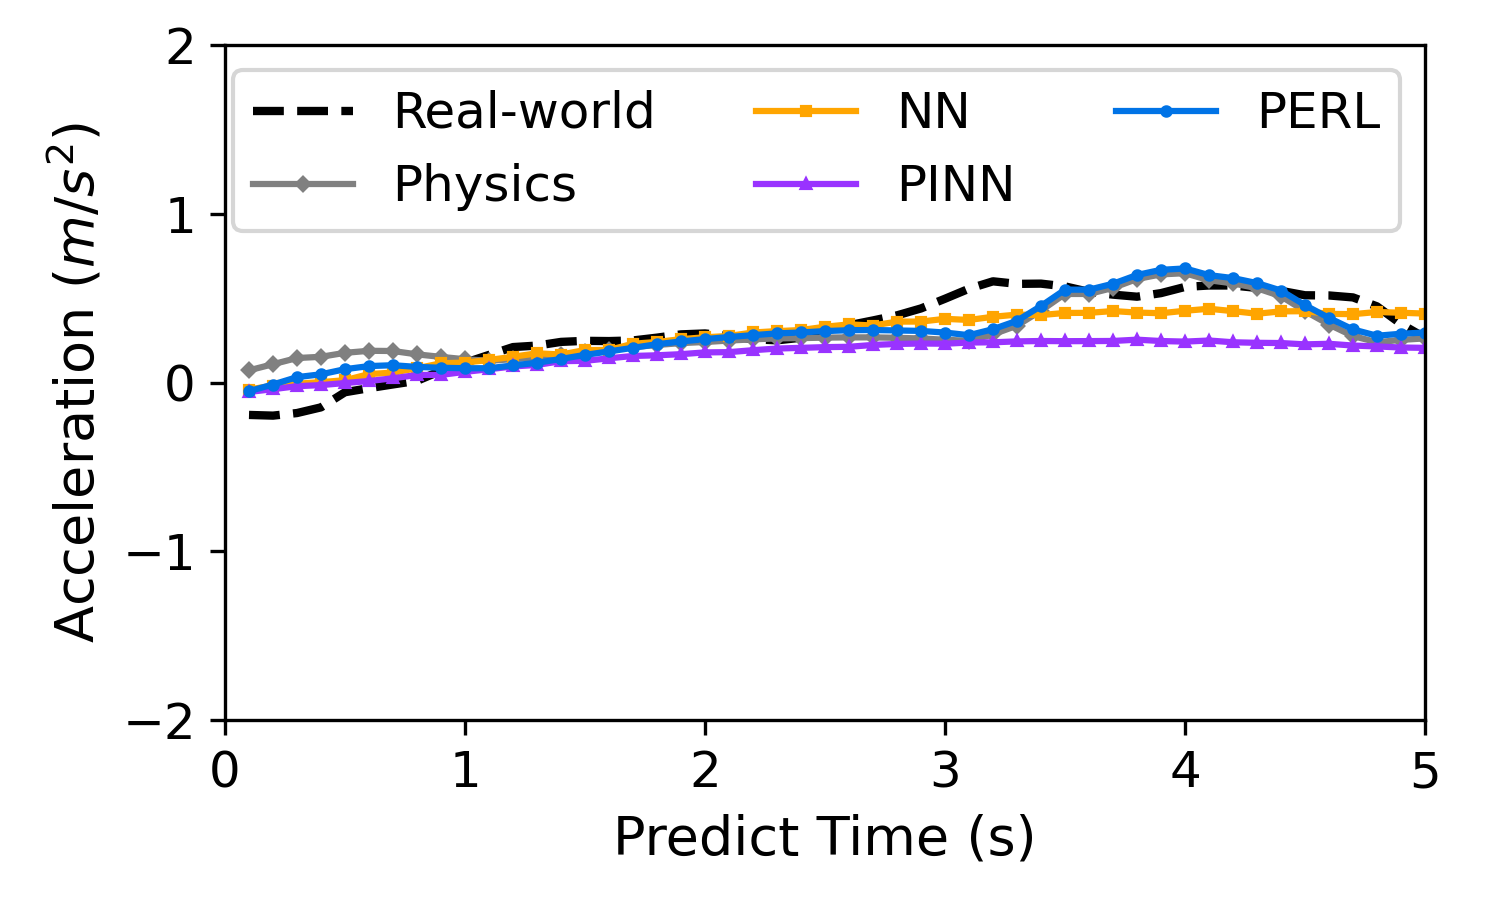 2
1
0
−1
−2
Acceleration (m/s²)
Real-world
Physics
NN
PINN
PERL
0 1 2 3 4 5
Predict Time (s)